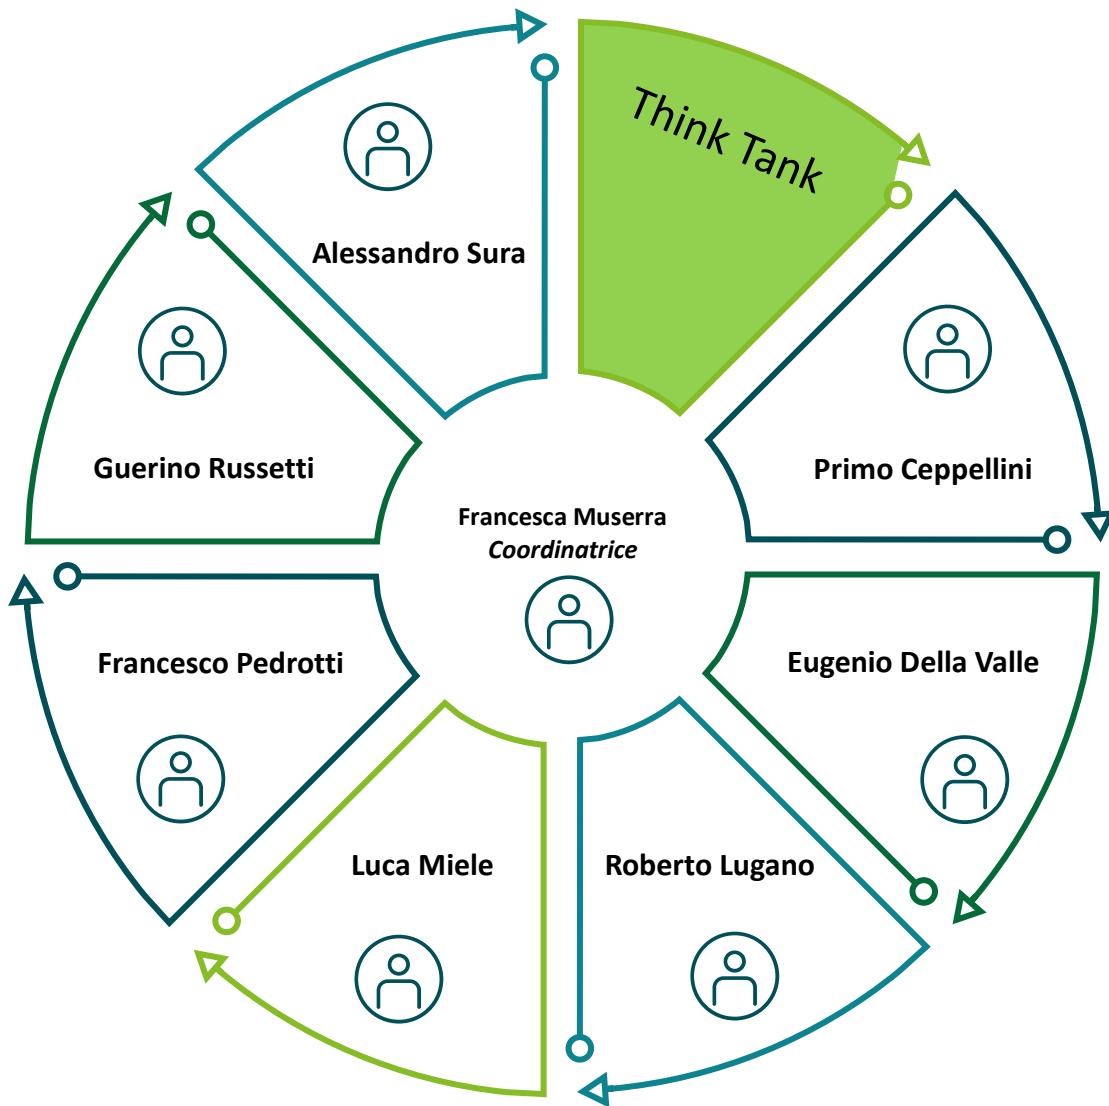 Think Tank
Alessandro Sura
Guerino Russetti
Primo Ceppellini
Francesca Muserra
Coordinatrice
Francesco Pedrotti
Eugenio Della Valle
Luca Miele
Roberto Lugano